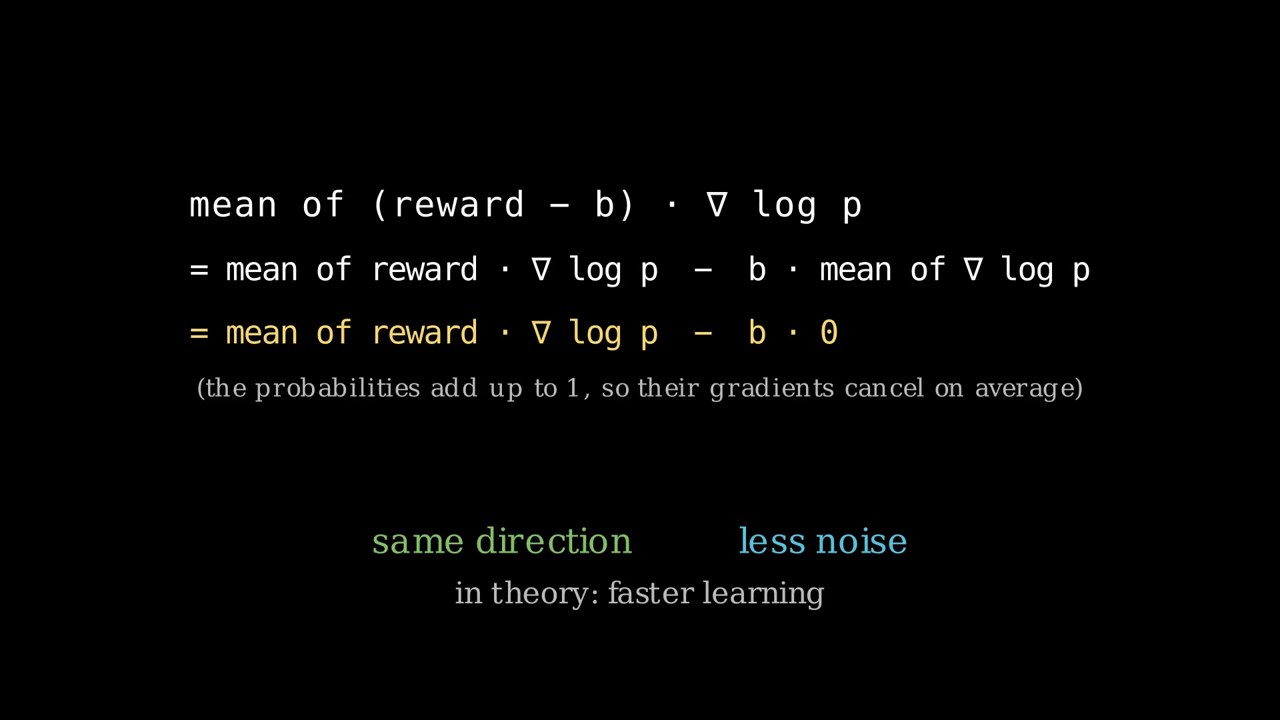 mean of (reward − b) · ∇ log p
= mean of reward · ∇ log p − b · mean of ∇ log p
= mean of reward · ∇ log p − b · 0
(the probabilities add up to 1, so their gradients cancel on average)
same direction less noise
in theory: faster learning